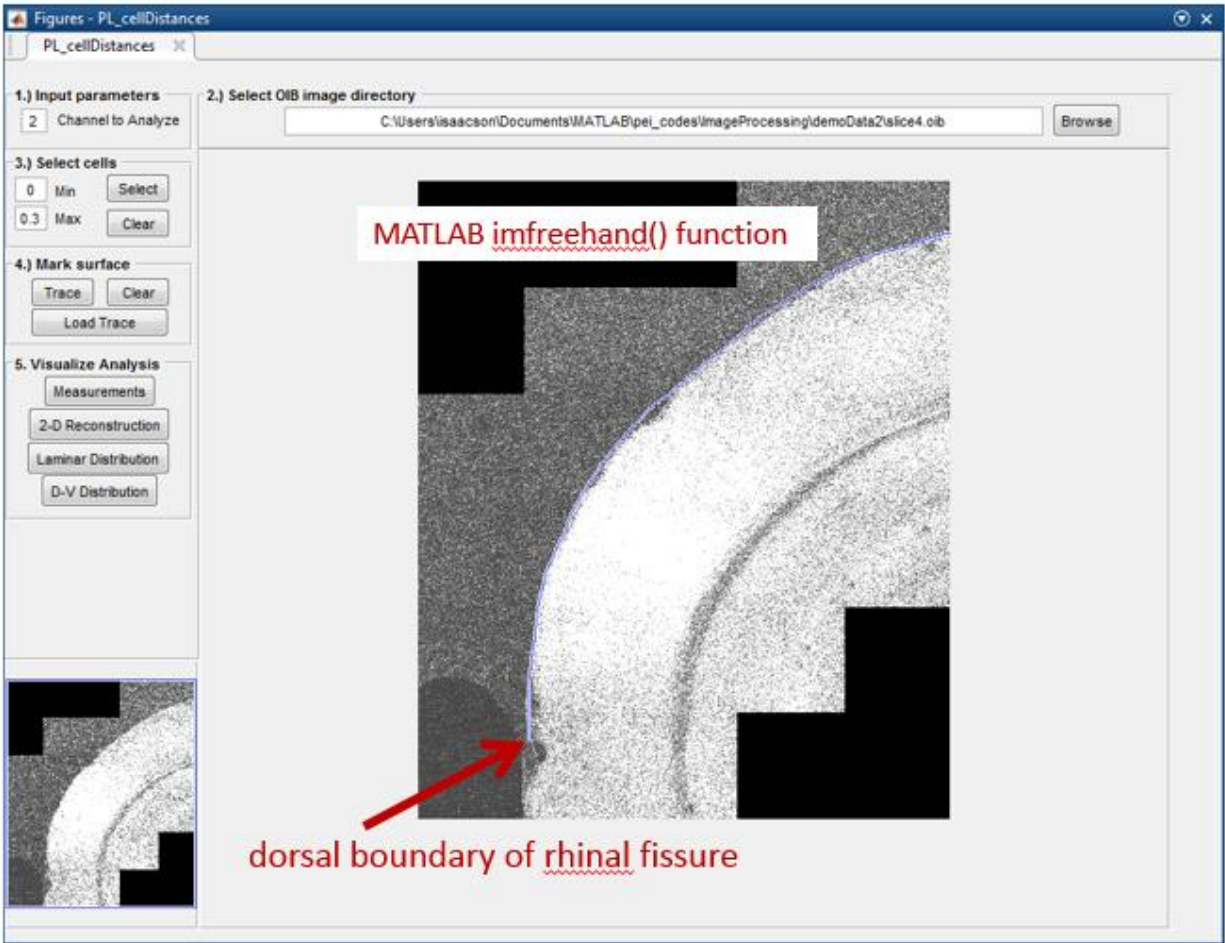 Figures - PL_cellDistances
PL_cellDistances
1.) Input parameters
2 Channel to Analyze
2.) Select OIB image directory
C:\Users\isaacson\Documents\MATLAB\pei_codes\ImageProcessing\demoData2\slice4.oib Browse
3.) Select cells
0 Min Select
0.3 Max Clear
4.) Mark surface
Trace Clear
Load Trace
5. Visualize Analysis
Measurements
2-D Reconstruction
Laminar Distribution
D-V Distribution
MATLAB imfreehand() function
dorsal boundary of rhinal fissure